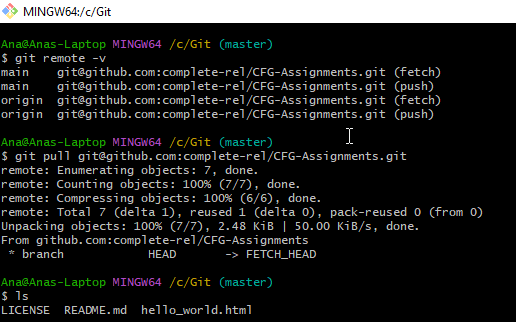 MINGW64:/c/Git
Ana@Anas-Laptop MINGW64 /c/Git (master)
$ git remote -v
main    git@github.com:complete-rel/CFG-Assignments.git (fetch)
main    git@github.com:complete-rel/CFG-Assignments.git (push)
origin  git@github.com:complete-rel/CFG-Assignments.git (fetch)
origin  git@github.com:complete-rel/CFG-Assignments.git (push)
Ana@Anas-Laptop MINGW64 /c/Git (master)
$ git pull git@github.com:complete-rel/CFG-Assignments.git
remote: Enumerating objects: 7, done.
remote: Counting objects: 100% (7/7), done.
remote: Compressing objects: 100% (6/6), done.
remote: Total 7 (delta 1), reused 1 (delta 0), pack-reused 0 (from 0)
Unpacking objects: 100% (7/7), 2.48 KiB | 50.00 KiB/s, done.
From github.com:complete-rel/CFG-Assignments
 * branch            HEAD       -> FETCH_HEAD
Ana@Anas-Laptop MINGW64 /c/Git (master)
$ ls
LICENSE  README.md  hello_world.html